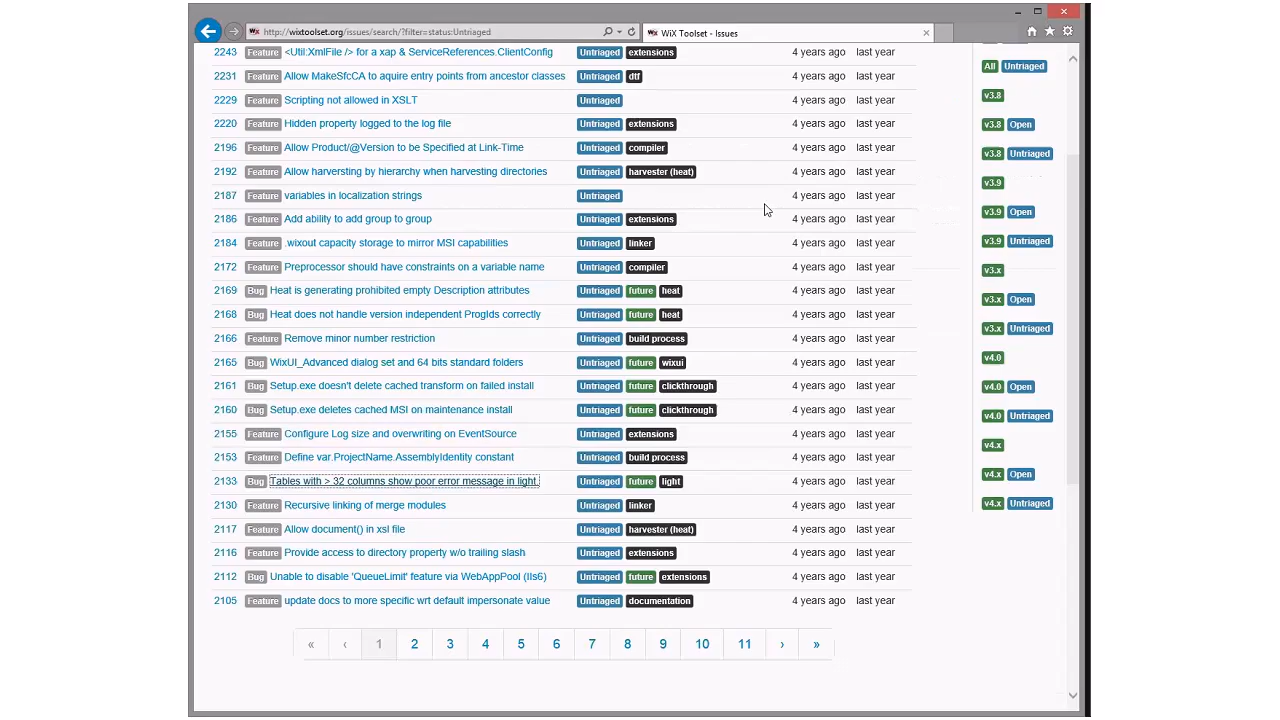 http://wixtoolset.org/issues/search/?filter=status:Untriaged
WiX Toolset - Issues
2243 Feature <Util:XmlFile /> for a xap & ServiceReferences.ClientConfig Untriaged extensions 4 years ago last year
2231 Feature Allow MakeSfcCA to aquire entry points from ancestor classes Untriaged dtf 4 years ago last year
2229 Feature Scripting not allowed in XSLT Untriaged 4 years ago last year
2220 Feature Hidden property logged to the log file Untriaged extensions 4 years ago last year
2196 Feature Allow Product/@Version to be Specified at Link-Time Untriaged compiler 4 years ago last year
2192 Feature Allow harversting by hierarchy when harvesting directories Untriaged harvester (heat) 4 years ago last year
2187 Feature variables in localization strings Untriaged 4 years ago last year
2186 Feature Add ability to add group to group Untriaged extensions 4 years ago last year
2184 Feature .wixout capacity storage to mirror MSI capabilities Untriaged linker 4 years ago last year
2172 Feature Preprocessor should have constraints on a variable name Untriaged compiler 4 years ago last year
2169 Bug Heat is generating prohibited empty Description attributes Untriaged future heat 4 years ago last year
2168 Bug Heat does not handle version independent ProgIds correctly Untriaged future heat 4 years ago last year
2166 Feature Remove minor number restriction Untriaged build process 4 years ago last year
2165 Bug WixUI_Advanced dialog set and 64 bits standard folders Untriaged future wixui 4 years ago last year
2161 Bug Setup.exe doesn't delete cached transform on failed install Untriaged future clickthrough 4 years ago last year
2160 Bug Setup.exe deletes cached MSI on maintenance install Untriaged future clickthrough 4 years ago last year
2155 Feature Configure Log size and overwriting on EventSource Untriaged extensions 4 years ago last year
2153 Feature Define var.ProjectName.AssemblyIdentity constant Untriaged build process 4 years ago last year
2133 Bug Tables with > 32 columns show poor error message in light. Untriaged future light 4 years ago last year
2130 Feature Recursive linking of merge modules Untriaged linker 4 years ago last year
2117 Feature Allow document() in xsl file Untriaged harvester (heat) 4 years ago last year
2116 Feature Provide access to directory property w/o trailing slash Untriaged extensions 4 years ago last year
2112 Bug Unable to disable 'QueueLimit' feature via WebAppPool (IIs6) Untriaged future extensions 4 years ago last year
2105 Feature update docs to more specific wrt default impersonate value Untriaged documentation 4 years ago last year
« ‹ 1 2 3 4 5 6 7 8 9 10 11 › »
All Untriaged
v3.8
v3.8 Open
v3.8 Untriaged
v3.9
v3.9 Open
v3.9 Untriaged
v3.x
v3.x Open
v3.x Untriaged
v4.0
v4.0 Open
v4.0 Untriaged
v4.x
v4.x Open
v4.x Untriaged